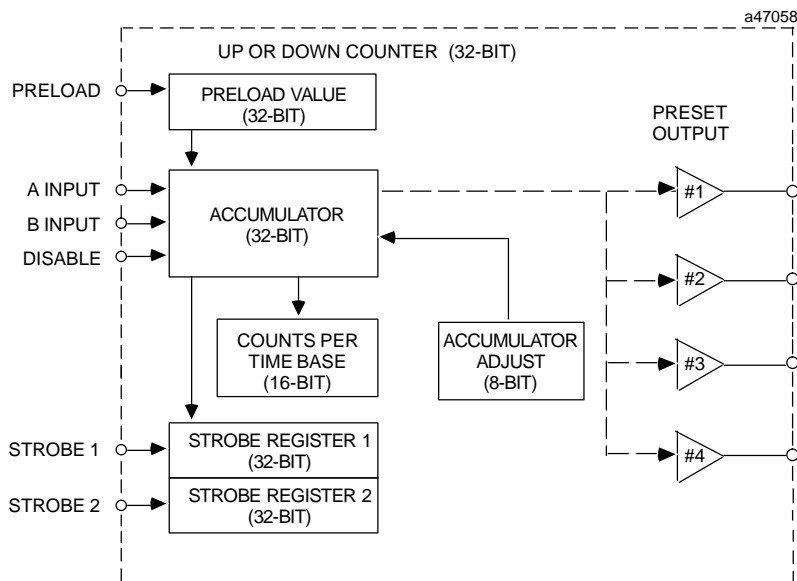 a47058
UP OR DOWN COUNTER (32-BIT)
PRELOAD
PRELOAD VALUE
(32-BIT)
PRESET
OUTPUT
A INPUT
B INPUT
DISABLE
ACCUMULATOR
(32-BIT)
#1
#2
#3
#4
COUNTS PER
TIME BASE
(16-BIT)
ACCUMULATOR
ADJUST
(8-BIT)
STROBE 1
STROBE REGISTER 1
(32-BIT)
STROBE 2
STROBE REGISTER 2
(32-BIT)